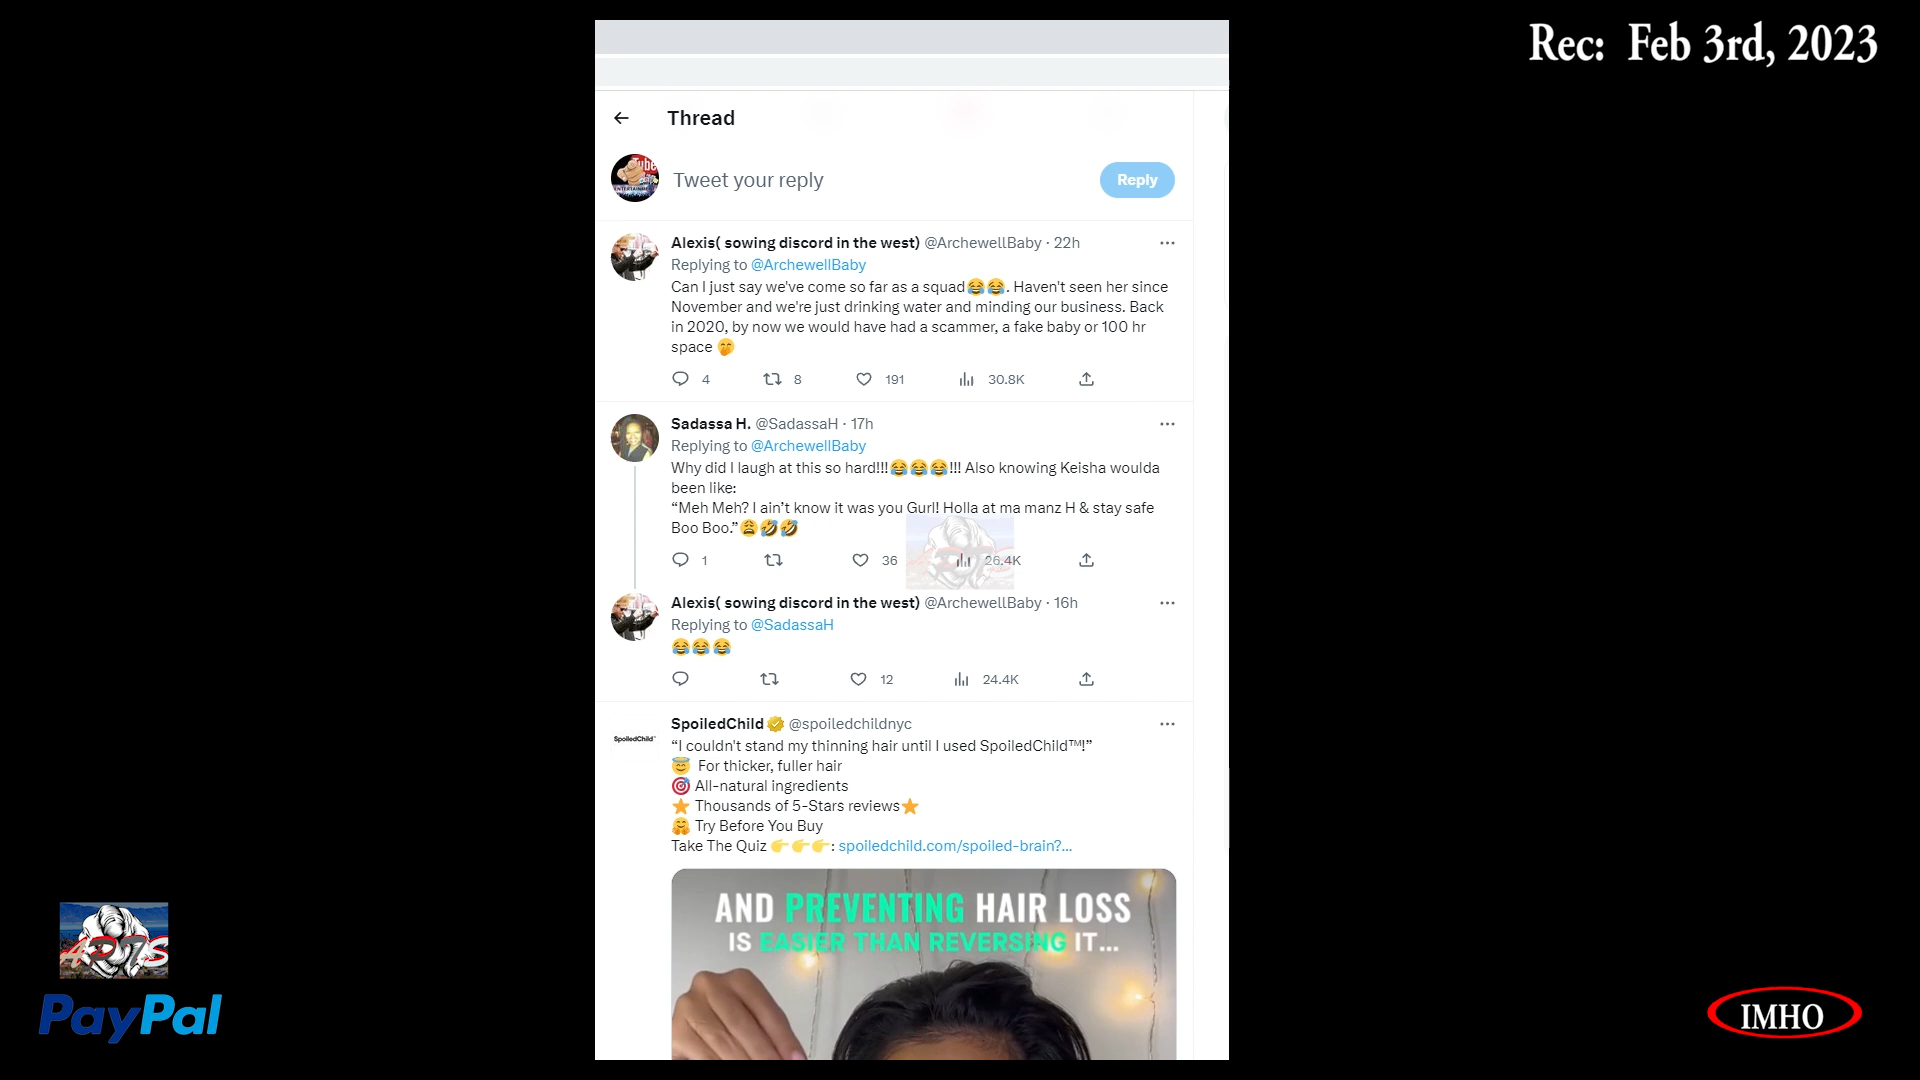 Rec: Feb 3rd, 2023
Thread
Tweet your reply
Reply
Alexis( sowing discord in the west) @ArchewellBaby · 22h
Replying to @ArchewellBaby
Can I just say we've come so far as a squad😂😂. Haven't seen her since
November and we're just drinking water and minding our business. Back
in 2020, by now we would have had a scammer, a fake baby or 100 hr
space 🤭
4 8 191 30.8K
Sadassa H. @SadassaH · 17h
Replying to @ArchewellBaby
Why did I laugh at this so hard!!!😂😂😂!!! Also knowing Keisha woulda
been like:
“Meh Meh? I ain’t know it was you Gurl! Holla at ma manz H & stay safe
Boo Boo.”😩🤣🤣
1 36 26.4K
Alexis( sowing discord in the west) @ArchewellBaby · 16h
Replying to @SadassaH
😂😂😂
12 24.4K
SpoiledChild @spoiledchildnyc
SpoiledChild™
“I couldn't stand my thinning hair until I used SpoiledChild™!”
😇 For thicker, fuller hair
🎯 All-natural ingredients
⭐ Thousands of 5-Stars reviews⭐
🤗 Try Before You Buy
Take The Quiz 👉👉👉: spoiledchild.com/spoiled-brain?...
AND PREVENTING HAIR LOSS
IS EASIER THAN REVERSING IT...
PayPal
IMHO